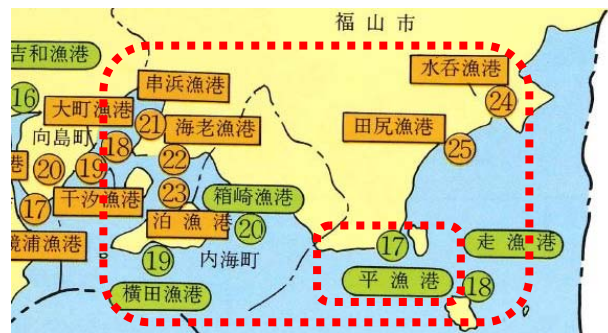 福山市
吉和漁港
16
串浜漁港
水呑漁港
24
大町漁港
21
海老漁港
田尻漁港
25
向島町
18
22
港
20
19
23
箱崎漁港
17
干汐漁港
泊漁港
20
鏡浦漁港
19
内海町
17
走漁港
平漁港
18
横田漁港